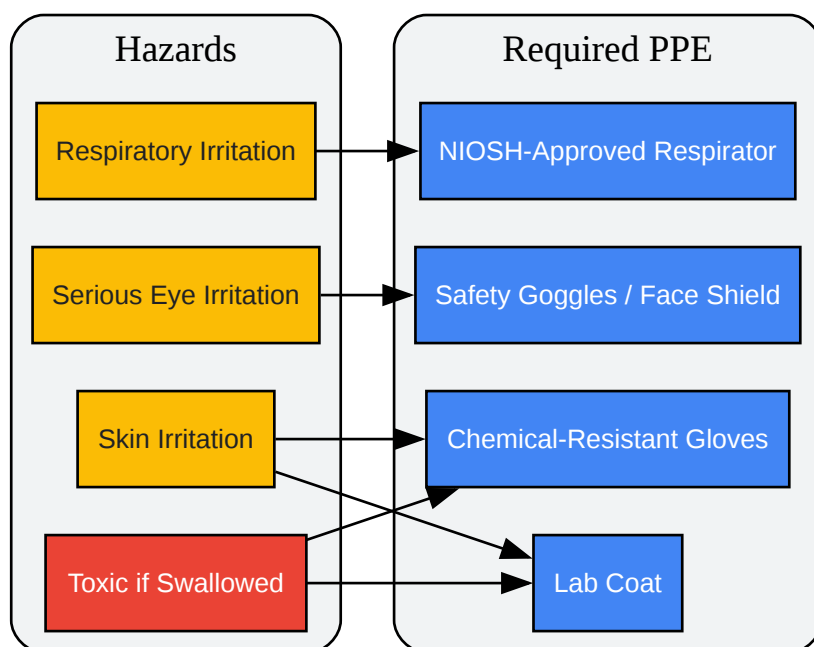 Hazards
Required PPE
Respiratory Irritation
NIOSH-Approved Respirator
Serious Eye Irritation
Safety Goggles / Face Shield
Skin Irritation
Chemical-Resistant Gloves
Toxic if Swallowed
Lab Coat